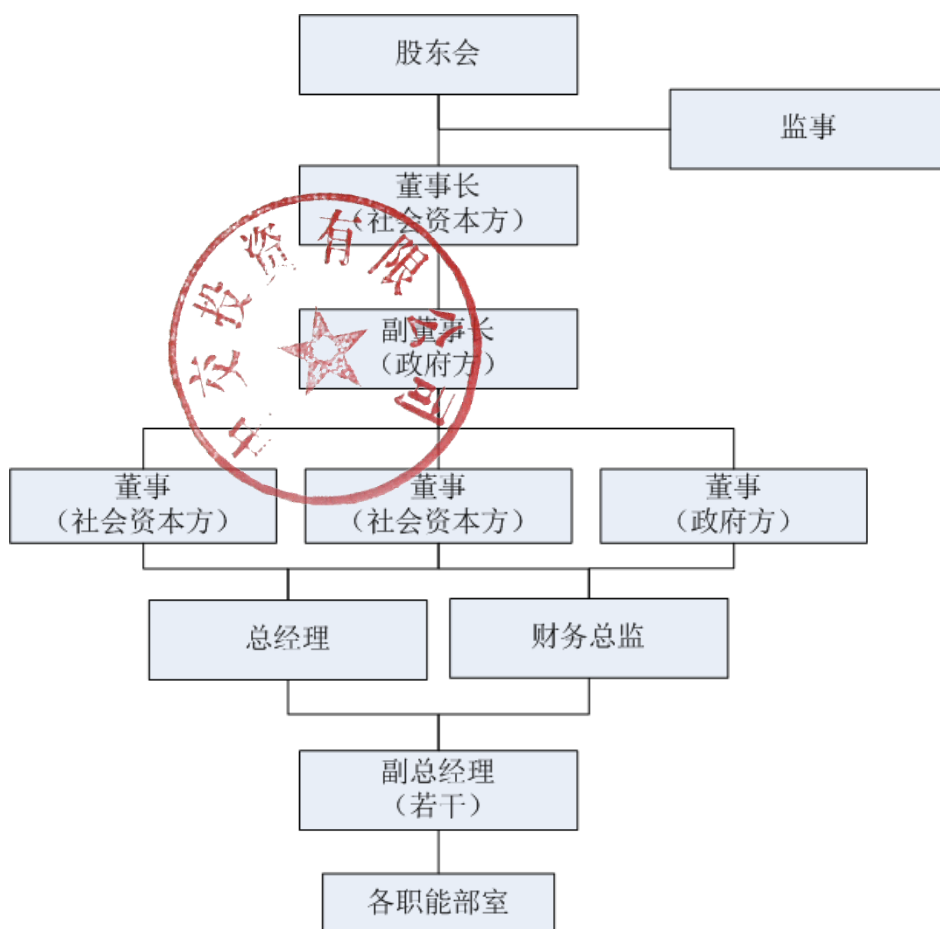 股东会
监事
董事长
（社会资本方）
副董事长
（政府方）
董事
（社会资本方）
董事
（社会资本方）
董事
（政府方）
总经理
财务总监
副总经理
（若干）
各职能部室
交投资有限公司